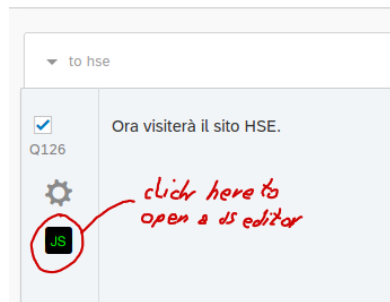 to hse
Q126
Ora visiterà il sito HSE.
click here to
open a JS editor
JS